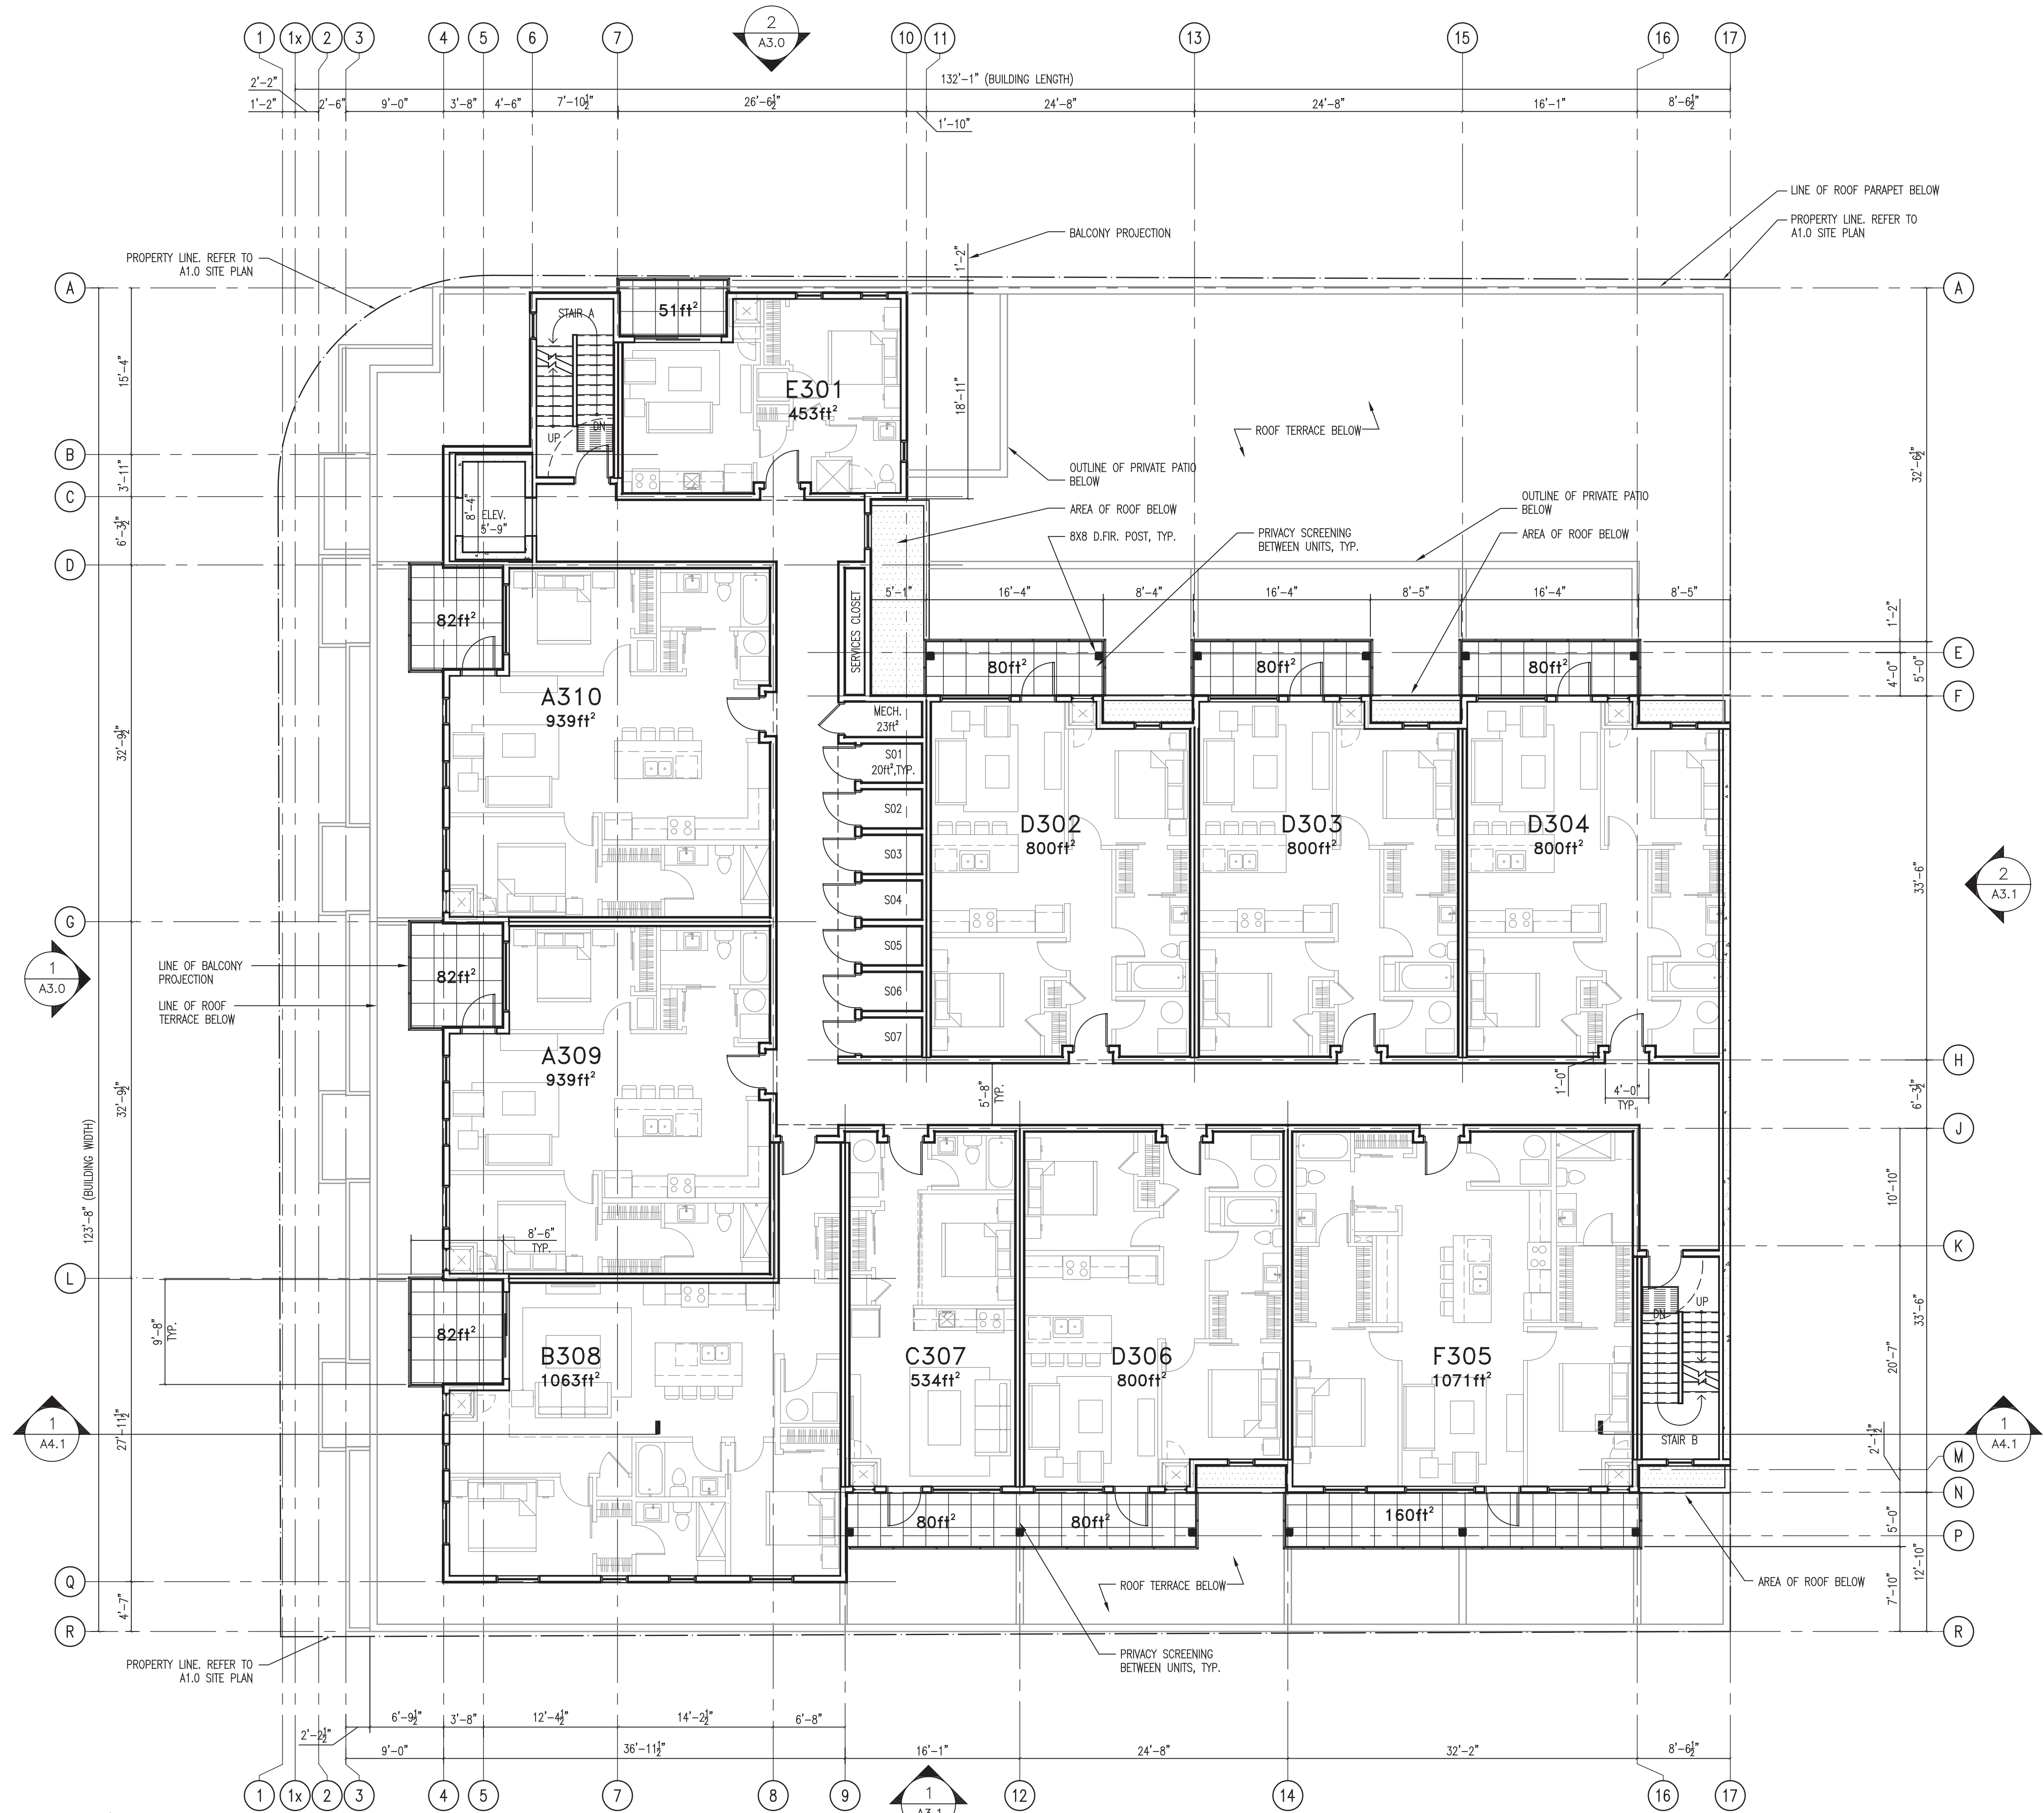 2
A3.0
1
1x
2
3
4
5
6
7
10
11
13
15
16
17
132'-1" (BUILDING LENGTH)
2'-2"
1'-2"
2'-6"
9'-0"
3'-8"
4'-6"
7'-10½"
26'-6½"
1'-10"
24'-8"
24'-8"
16'-1"
8'-6½"
LINE OF ROOF PARAPET BELOW
PROPERTY LINE. REFER TO
A1.0 SITE PLAN
BALCONY PROJECTION
1'-2"
PROPERTY LINE. REFER TO
A1.0 SITE PLAN
A
A
51ft²
STAIR A
UP
DN
E301
453ft²
18'-11"
15'-4"
32'-6½"
ROOF TERRACE BELOW
B
3'-11"
C
6'-3½"
D
8'-4"
ELEV.
5'-9"
OUTLINE OF PRIVATE PATIO
BELOW
AREA OF ROOF BELOW
8X8 D.FIR. POST, TYP.
PRIVACY SCREENING
BETWEEN UNITS, TYP.
OUTLINE OF PRIVATE PATIO
BELOW
AREA OF ROOF BELOW
5'-1"
16'-4"
8'-4"
16'-4"
8'-5"
16'-4"
8'-5"
1'-2"
82ft²
SERVICES CLOSET
80ft²
80ft²
80ft²
E
4'-0"
5'-0"
F
A310
939ft²
32'-9½"
MECH.
23ft²
S01
20ft²,TYP.
S02
S03
S04
S05
S06
S07
D302
800ft²
D303
800ft²
D304
800ft²
33'-6"
2
A3.1
G
1
A3.0
LINE OF BALCONY
PROJECTION
LINE OF ROOF
TERRACE BELOW
82ft²
A309
939ft²
32'-9½"
123'-8" (BUILDING WIDTH)
5'-8"
TYP.
1'-0"
4'-0"
TYP.
H
6'-3½"
J
10'-10"
K
8'-6"
TYP.
L
9'-8"
TYP.
82ft²
B308
1063ft²
C307
534ft²
D306
800ft²
F305
1071ft²
DN
UP
STAIR B
33'-6"
20'-7"
27'-11½"
1
A4.1
1
A4.1
2'-1½"
M
N
5'-0"
P
80ft²
80ft²
160ft²
Q
4'-7"
R
ROOF TERRACE BELOW
AREA OF ROOF BELOW
7'-10"
12'-10"
R
PROPERTY LINE. REFER TO
A1.0 SITE PLAN
PRIVACY SCREENING
BETWEEN UNITS, TYP.
2'-2½"
6'-9½"
3'-8"
12'-4½"
14'-2½"
6'-8"
9'-0"
36'-11½"
16'-1"
24'-8"
32'-2"
8'-6½"
1
1x
2
3
4
5
7
8
9
1
A3.1
12
14
16
17